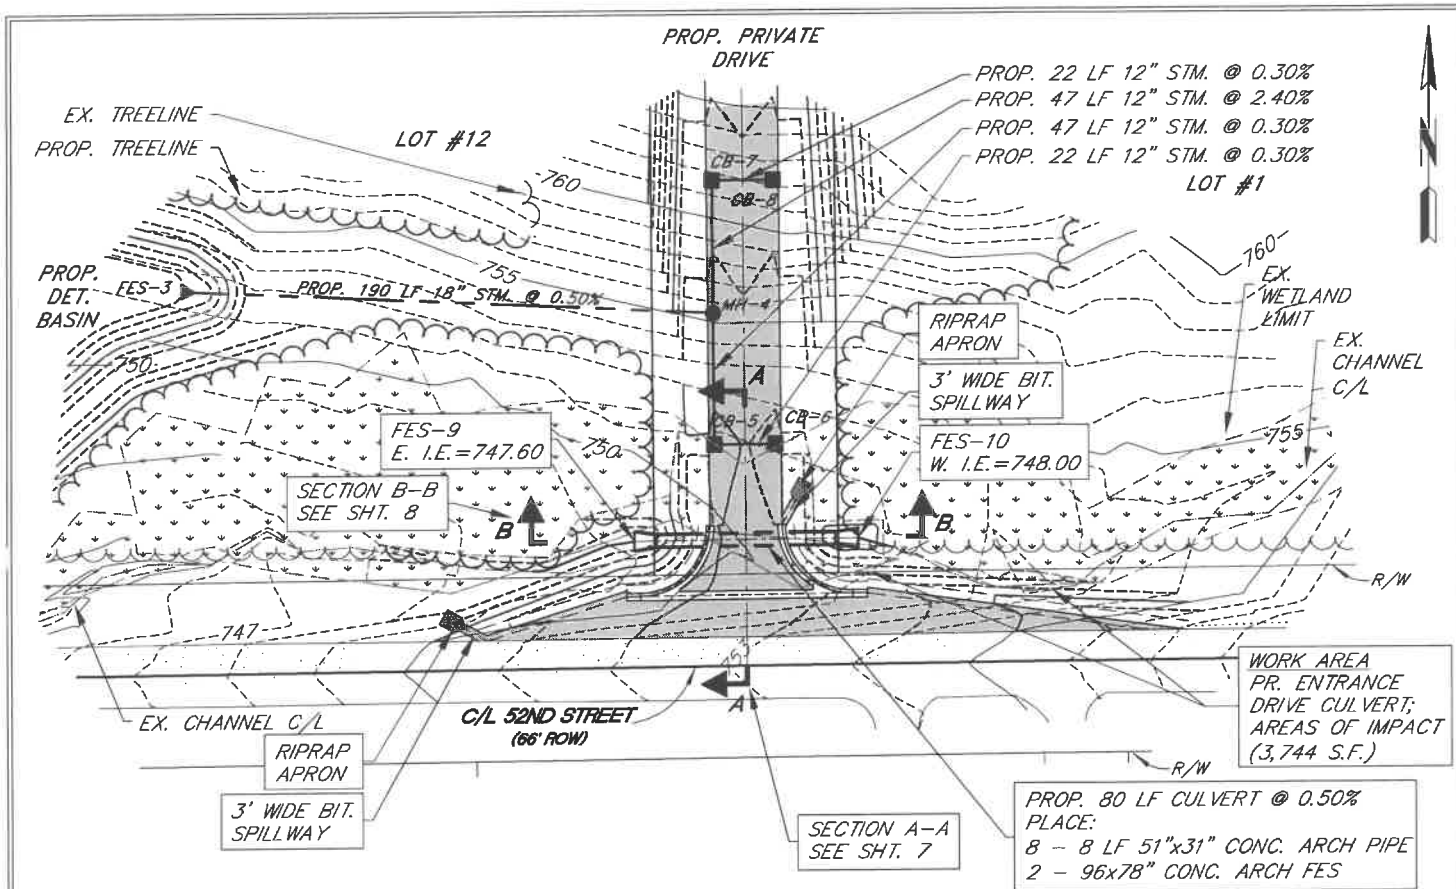 PROP. PRIVATE
DRIVE
PROP. 22 LF 12" STM. @ 0.30%
PROP. 47 LF 12" STM. @ 2.40%
PROP. 47 LF 12" STM. @ 0.30%
PROP. 22 LF 12" STM. @ 0.30%
LOT #1
N
EX. TREELINE
PROP. TREELINE
LOT #12
760
CB-7
CB-8
755
760
PROP.
DET.
BASIN
FES-3
PROP. 190 LF 18" STM. @ 0.50%
MH-4
EX.
WETLAND
LIMIT
EX.
CHANNEL
C/L
RIPRAP
APRON
3' WIDE BIT.
SPILLWAY
750
A
CB-5
CB-6
FES-9
E. I.E.=747.60
750
FES-10
W. I.E.=748.00
755
SECTION B-B
SEE SHT. 8
B
B
R/W
747
753
A
EX. CHANNEL C/L
C/L 52ND STREET
(66' ROW)
RIPRAP
APRON
3' WIDE BIT.
SPILLWAY
WORK AREA
PR. ENTRANCE
DRIVE CULVERT;
AREAS OF IMPACT
(3,744 S.F.)
R/W
SECTION A-A
SEE SHT. 7
PROP. 80 LF CULVERT @ 0.50%
PLACE:
8 - 8 LF 51"x31" CONC. ARCH PIPE
2 - 96x78" CONC. ARCH FES